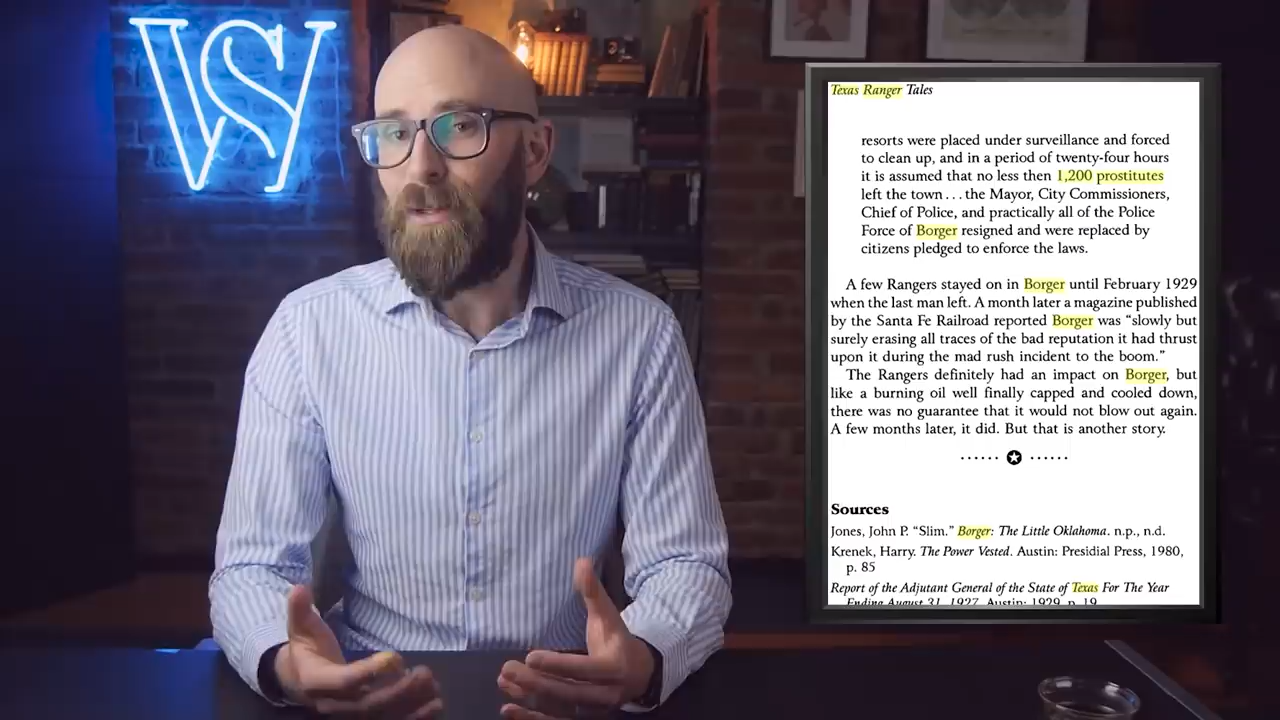 WS
Texas Ranger Tales
resorts were placed under surveillance and forced
to clean up, and in a period of twenty-four hours
it is assumed that no less then 1,200 prostitutes
left the town . . . the Mayor, City Commissioners,
Chief of Police, and practically all of the Police
Force of Borger resigned and were replaced by
citizens pledged to enforce the laws.
A few Rangers stayed on in Borger until February 1929
when the last man left. A month later a magazine published
by the Santa Fe Railroad reported Borger was “slowly but
surely erasing all traces of the bad reputation it had thrust
upon it during the mad rush incident to the boom.”
The Rangers definitely had an impact on Borger, but
like a burning oil well finally capped and cooled down,
there was no guarantee that it would not blow out again.
A few months later, it did. But that is another story.
Sources
Jones, John P. “Slim.” Borger: The Little Oklahoma. n.p., n.d.
Krenek, Harry. The Power Vested. Austin: Presidial Press, 1980,
p. 85
Report of the Adjutant General of the State of Texas For The Year
Ending August 31, 1927. Austin: 1929, p. 19